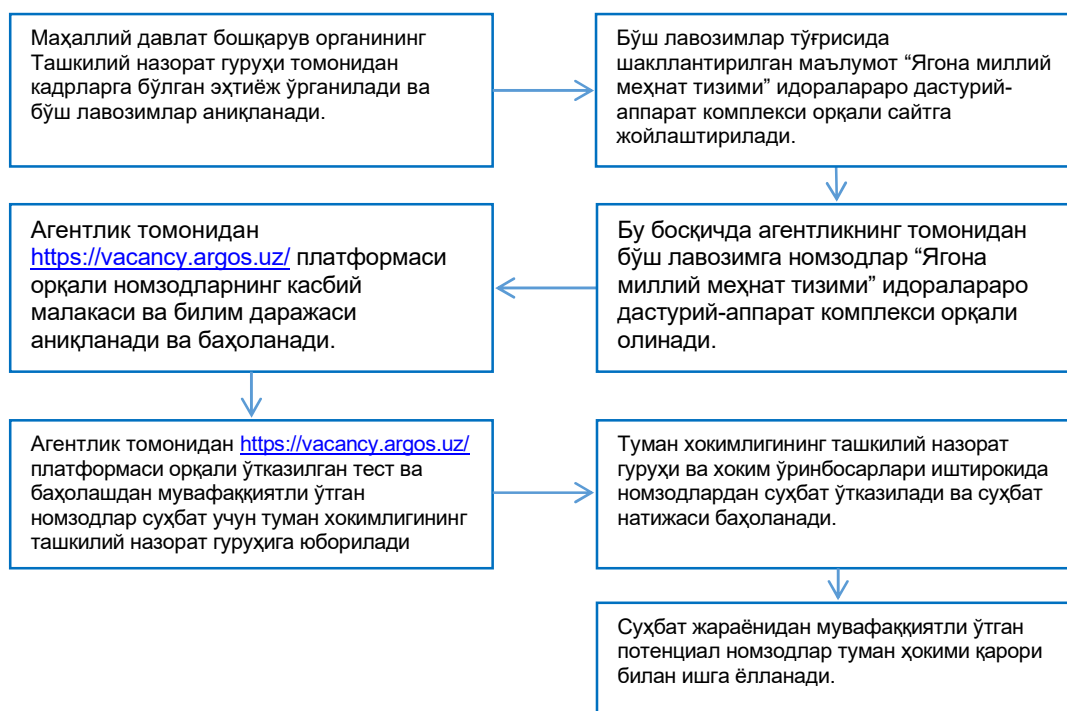 Маҳаллий давлат бошқарув органининг
Ташкилий назорат гуруҳи томонидан
кадрларга бўлган эҳтиёж ўрганилади ва
бўш лавозимлар аниқланади.
Бўш лавозимлар тўғрисида
шакллантирилган маълумот “Ягона миллий
меҳнат тизими” идоралараро дастурий-
аппарат комплекси орқали сайтга
жойлаштирилади.
Бу босқичда агентликнинг томонидан
бўш лавозимга номзодлар “Ягона
миллий меҳнат тизими” идоралараро
дастурий-аппарат комплекси орқали
олинади.
Агентлик томонидан
https://vacancy.argos.uz/ платформаси
орқали номзодларнинг касбий
малакаси ва билим даражаси
аниқланади ва баҳоланади.
Агентлик томонидан https://vacancy.argos.uz/
платформаси орқали ўтказилган тест ва
баҳолашдан мувафаққиятли ўтган
номзодлар суҳбат учун туман хокимлигининг
ташкилий назорат гуруҳига юборилади
Туман хокимлигининг ташкилий назорат
гуруҳи ва хоким ўринбосарлари иштирокида
номзодлардан суҳбат ўтказилади ва суҳбат
натижаси баҳоланади.
Суҳбат жараёнидан мувафаққиятли ўтган
потенциал номзодлар туман ҳокими қарори
билан ишга ёлланади.